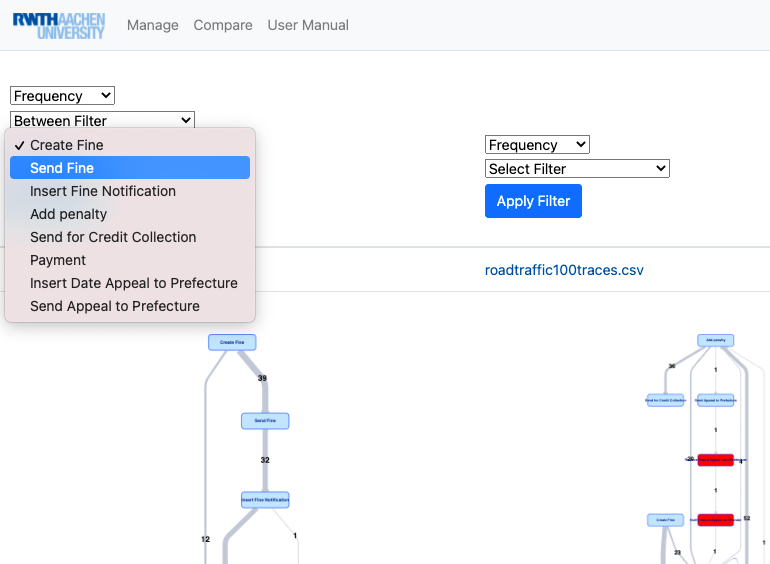 RWTHAACHEN
UNIVERSITY
Manage Compare User Manual
Frequency
Between Filter
✓ Create Fine
Send Fine
Insert Fine Notification
Add penalty
Send for Credit Collection
Payment
Insert Date Appeal to Prefecture
Send Appeal to Prefecture
Frequency
Select Filter
Apply Filter
roadtraffic100traces.csv
Create Fine
39
Send Fine
32
Insert Fine Notification
12
1
Add penalty
36
1
Send for Credit Collection
Send Appeal to Prefecture
1
20
4
1
Create Fine
52
23
1
1